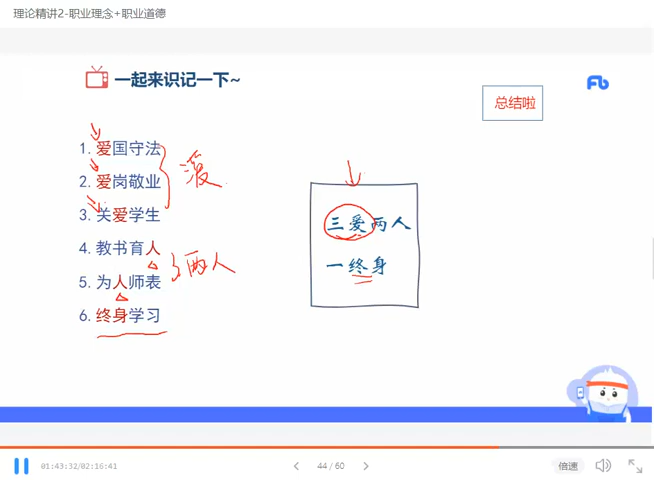 理论精讲2-职业理念+职业道德
一起来识记一下~
总结啦
1. 爱国守法
2. 爱岗敬业
3. 关爱学生
4. 教书育人
5. 为人师表
6. 终身学习
两人
三爱两人
一终身
01:43:32/02:16:41
44 / 60
倍速